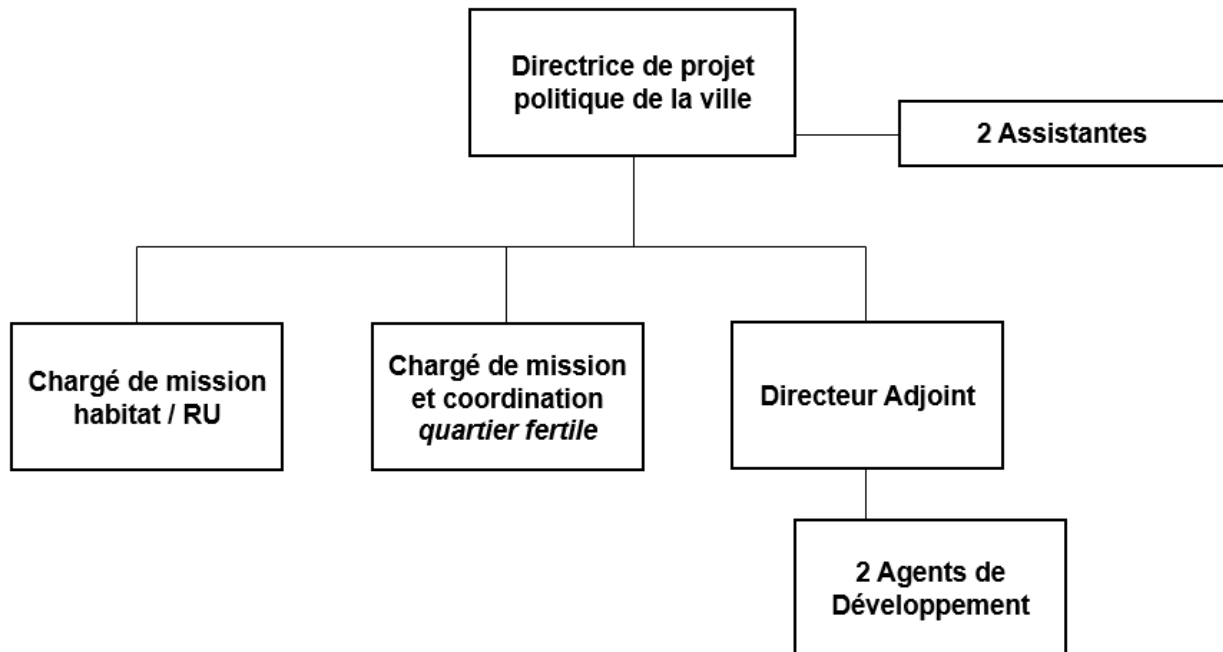 Directrice de projet
politique de la ville
2 Assistantes
Chargé de mission
habitat / RU
Chargé de mission
et coordination
quartier fertile
Directeur Adjoint
2 Agents de
Développement